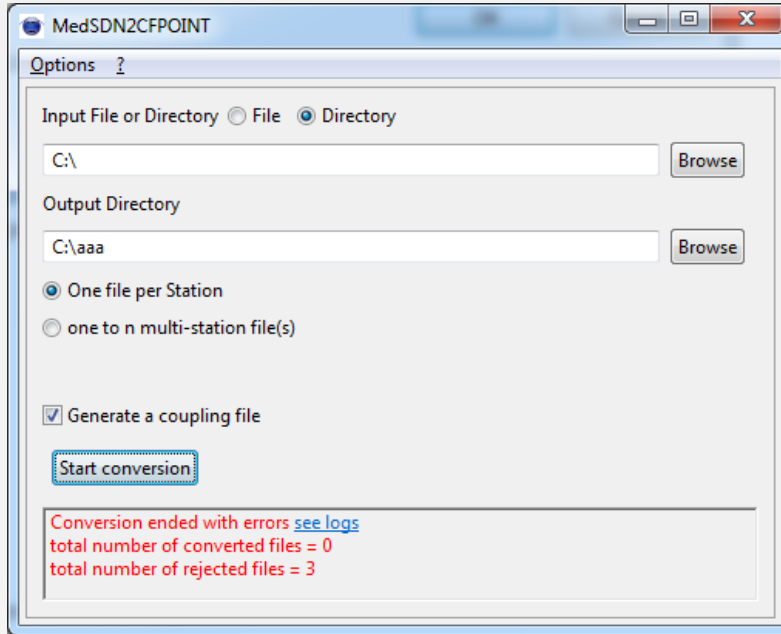 MedSDN2CFPOINT
Options ?
Input File or Directory File Directory
C:\ Browse
Output Directory
C:\aaa Browse
One file per Station
one to n multi-station file(s)
Generate a coupling file
Start conversion
Conversion ended with errors see logs
total number of converted files = 0
total number of rejected files = 3